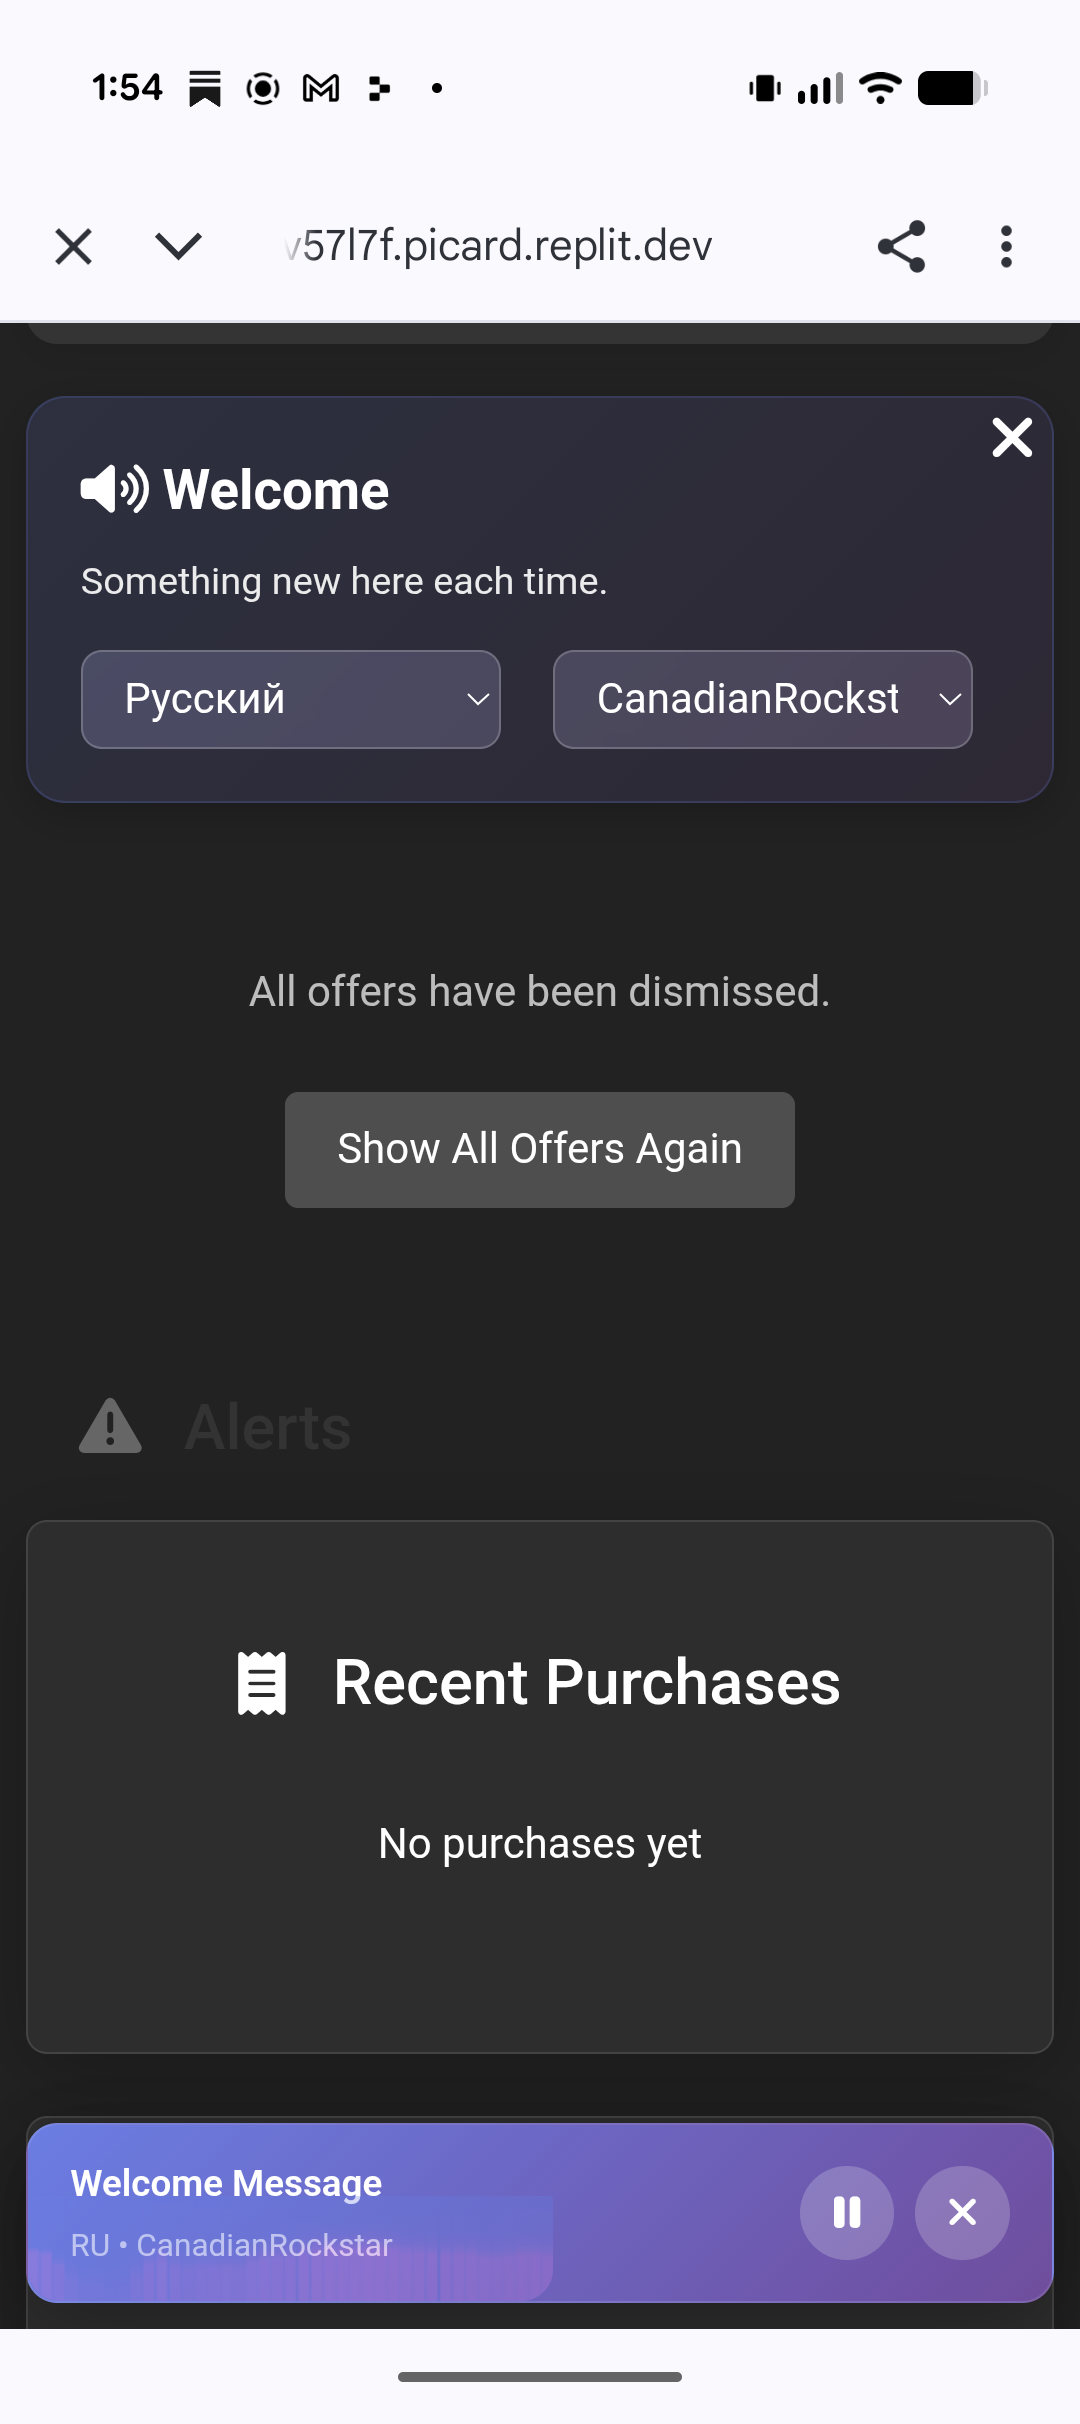 1:54
v57l7f.picard.replit.dev
Welcome
Something new here each time.
Русский
CanadianRockst
All offers have been dismissed.
Show All Offers Again
Alerts
Recent Purchases
No purchases yet
Welcome Message
RU • CanadianRockstar